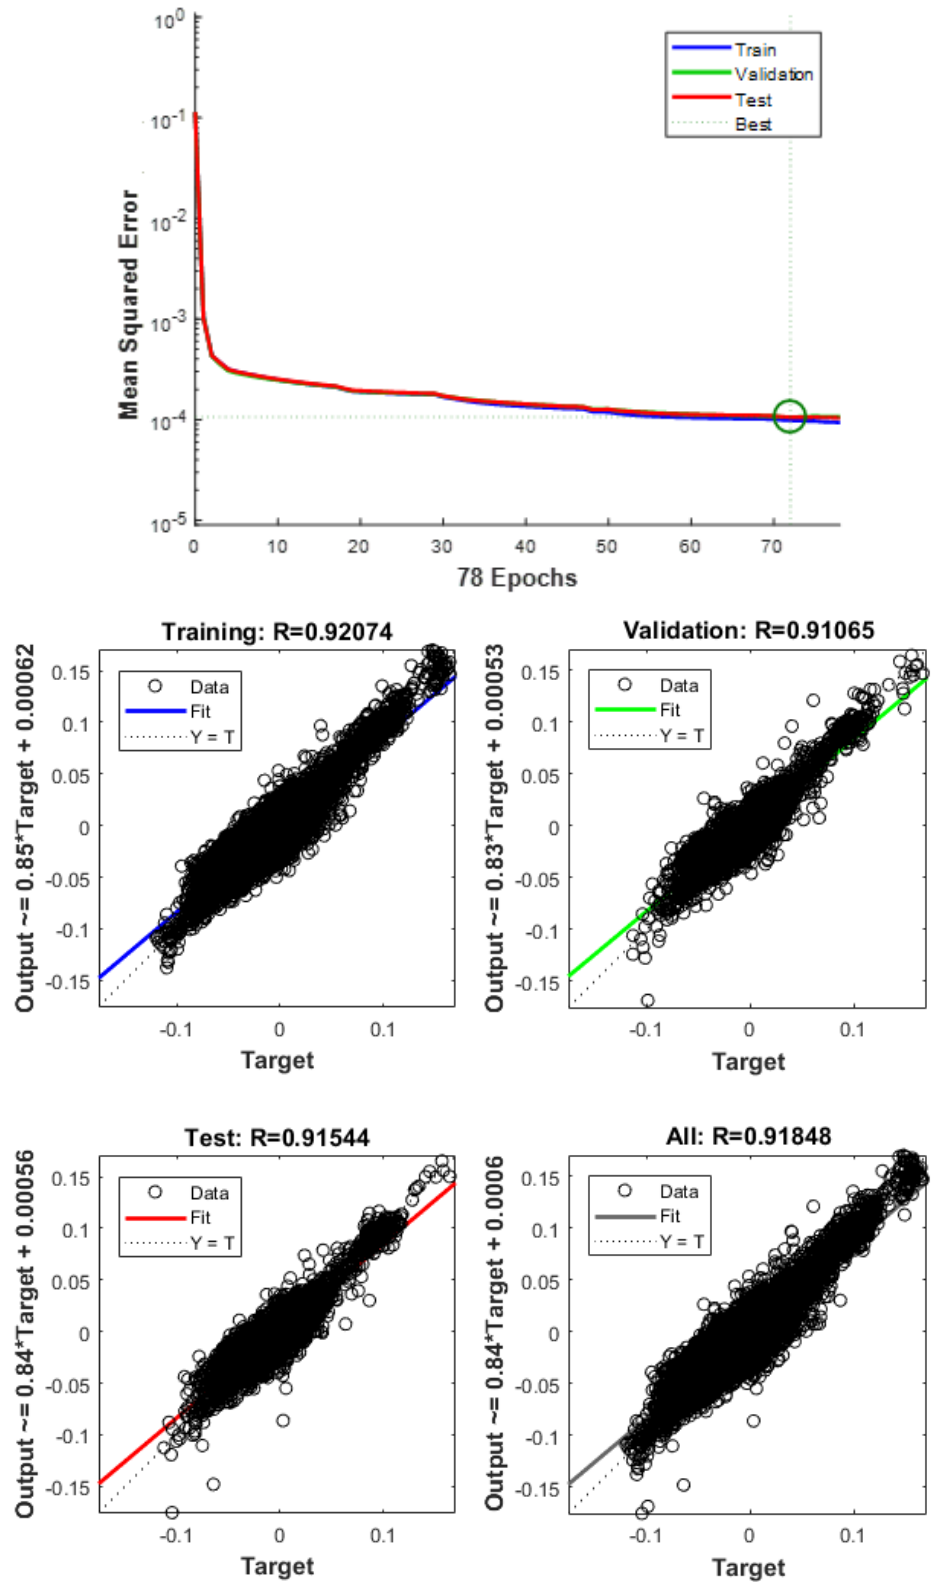 10^0
Train
Validation
Test
Best
10^-1
10^-2
10^-3
10^-4
10^-5
Mean Squared Error
0 10 20 30 40 50 60 70
78 Epochs
Training: R=0.92074
Output ~= 0.85*Target + 0.00062
Data
Fit
Y = T
0.15
0.1
0.05
0
-0.05
-0.1
-0.15
-0.1 0 0.1
Target
Validation: R=0.91065
Output ~= 0.83*Target + 0.00053
Data
Fit
Y = T
0.15
0.1
0.05
0
-0.05
-0.1
-0.15
-0.1 0 0.1
Target
Test: R=0.91544
Output ~= 0.84*Target + 0.00056
Data
Fit
Y = T
0.15
0.1
0.05
0
-0.05
-0.1
-0.15
-0.1 0 0.1
Target
All: R=0.91848
Output ~= 0.84*Target + 0.0006
Data
Fit
Y = T
0.15
0.1
0.05
0
-0.05
-0.1
-0.15
-0.1 0 0.1
Target